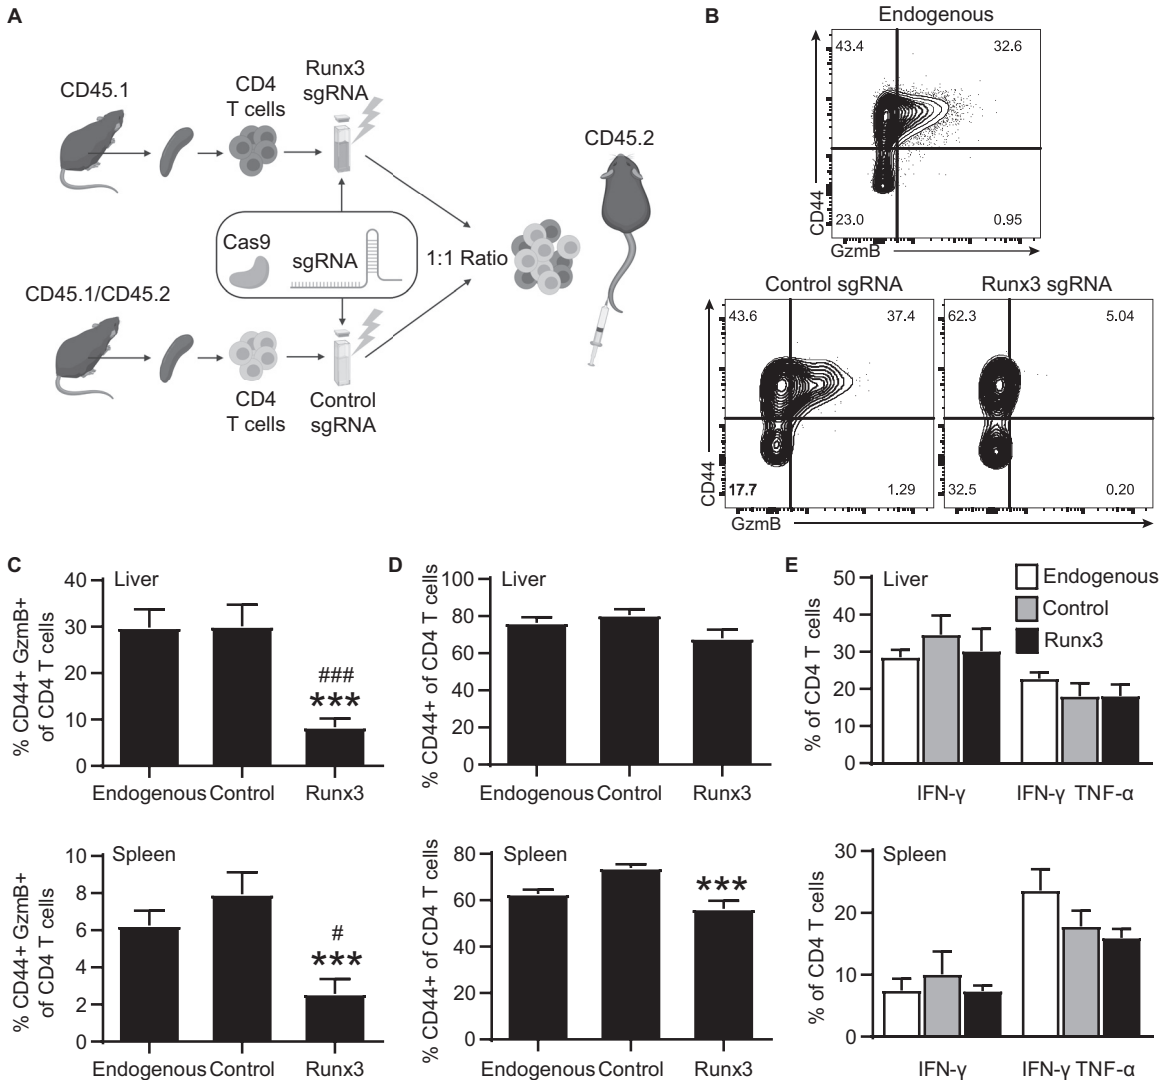 A
CD45.1
CD4
T cells
Runx3
sgRNA
CD45.2
Cas9
sgRNA
1:1 Ratio
CD45.1/CD45.2
CD4
T cells
Control
sgRNA
B
Endogenous
43.4
32.6
23.0
0.95
CD44
GzmB
Control sgRNA
43.6
37.4
17.7
1.29
Runx3 sgRNA
62.3
5.04
32.5
0.20
CD44
GzmB
C
Liver
% CD44+ GzmB+
of CD4 T cells
40
30
20
10
0
###
***
Endogenous Control Runx3
Spleen
% CD44+ GzmB+
of CD4 T cells
10
8
6
4
2
0
#
***
Endogenous Control Runx3
D
Liver
% CD44+ of CD4 T cells
100
80
60
40
20
0
Endogenous Control Runx3
Spleen
% CD44+ of CD4 T cells
80
60
40
20
0
***
Endogenous Control Runx3
E
Liver
% of CD4 T cells
50
40
30
20
10
0
Endogenous
Control
Runx3
IFN-γ IFN-γ TNF-α
Spleen
% of CD4 T cells
30
20
10
0
IFN-γ IFN-γ TNF-α